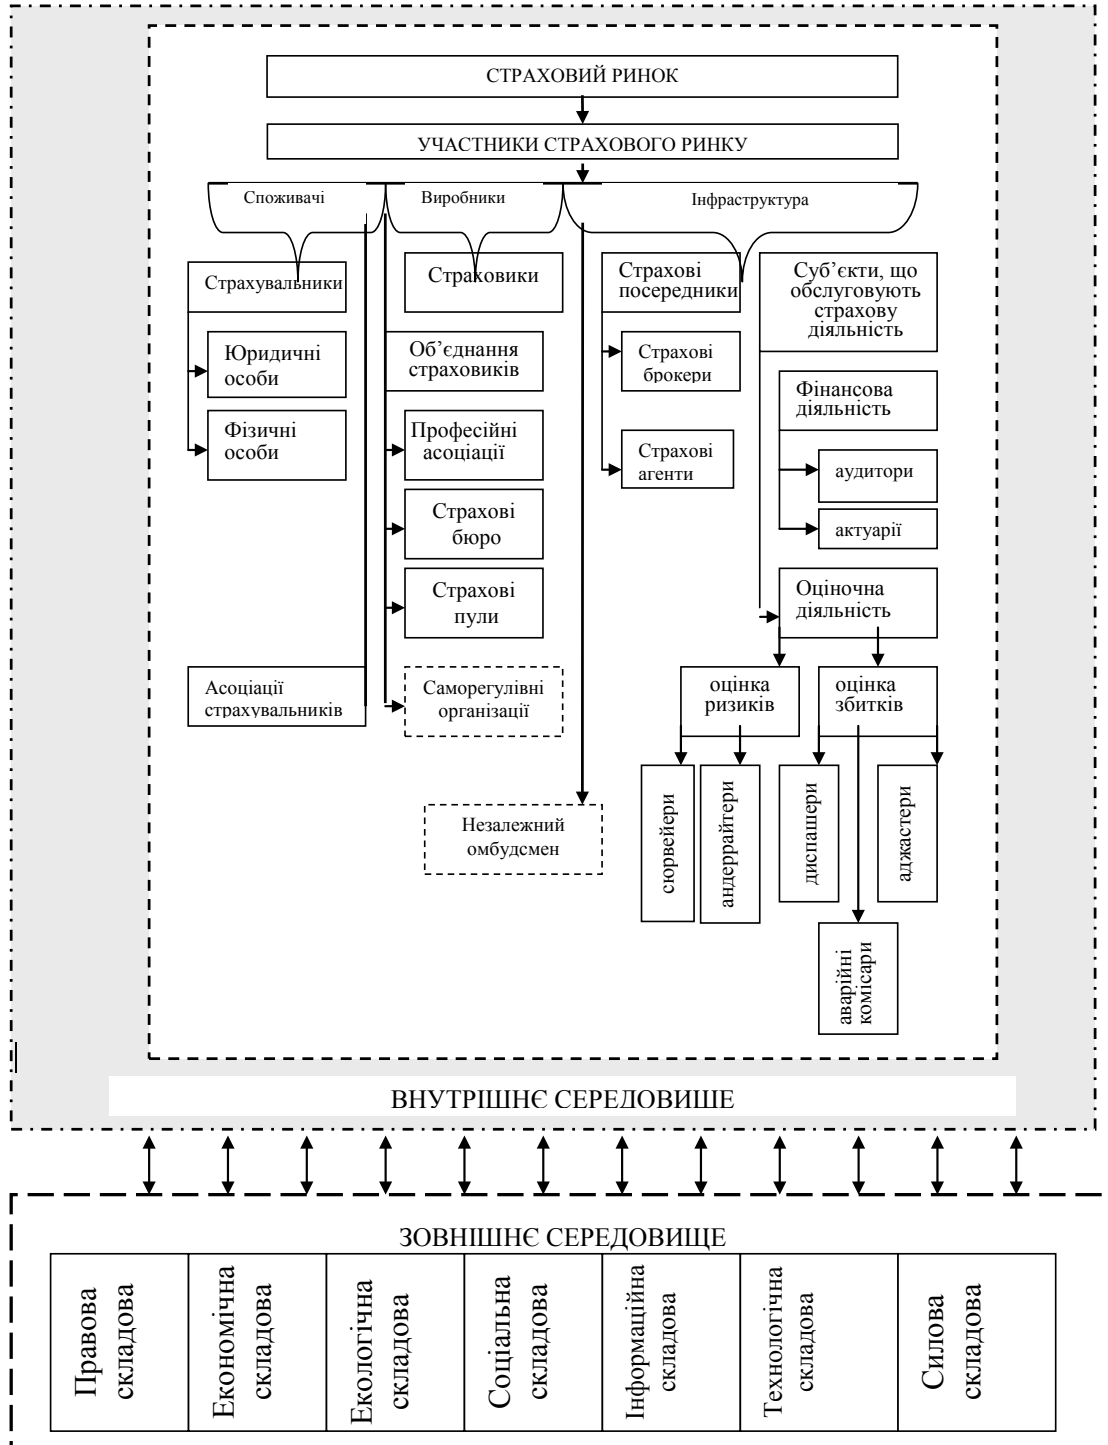 СТРАХОВИЙ РИНОК
УЧАСТНИКИ СТРАХОВОГО РИНКУ
Споживачі
Виробники
Інфраструктура
Страхувальники
Юридичні
особи
Фізичні
особи
Асоціації
страхувальників
Страховики
Об’єднання
страховиків
Професійні
асоціації
Страхові
бюро
Страхові
пули
Саморегулівні
організації
Незалежний
омбудсмен
Страхові
посередники
Страхові
брокери
Страхові
агенти
Суб’єкти, що
обслуговують
страхову
діяльність
Фінансова
діяльність
аудитори
актуарії
Оціночна
діяльність
оцінка
ризиків
оцінка
збитків
сюрвейери
андеррайтери
диспашери
аджастери
аварійні
комісари
ВНУТРІШНЄ СЕРЕДОВИЩЕ
ЗОВНІШНЄ СЕРЕДОВИЩЕ
Правова
складова
Економічна
складова
Екологічна
складова
Соціальна
складова
Інформаційна
складова
Технологічна
складова
Силова
складова